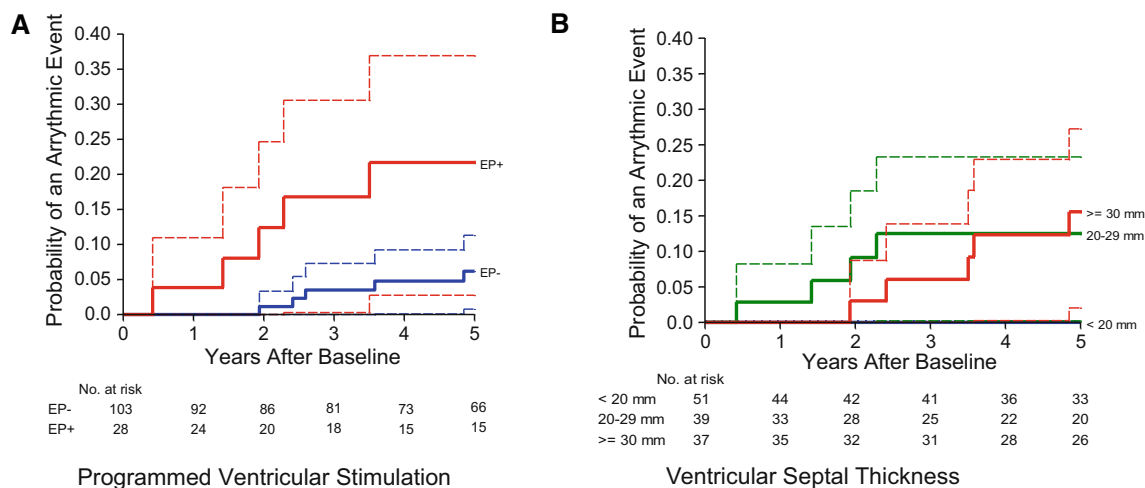 A
Probability of an Arrythmic Event
0.40
0.35
0.30
0.25
0.20
0.15
0.10
0.05
0.0
EP+
EP-
0 1 2 3 4 5
Years After Baseline
No. at risk
EP- 103 92 86 81 73 66
EP+ 28 24 20 18 15 15
Programmed Ventricular Stimulation
B
Probability of an Arrythmic Event
0.40
0.35
0.30
0.25
0.20
0.15
0.10
0.05
0.0
>= 30 mm
20-29 mm
< 20 mm
0 1 2 3 4 5
Years After Baseline
No. at risk
< 20 mm 51 44 42 41 36 33
20-29 mm 39 33 28 25 22 20
>= 30 mm 37 35 32 31 28 26
Ventricular Septal Thickness